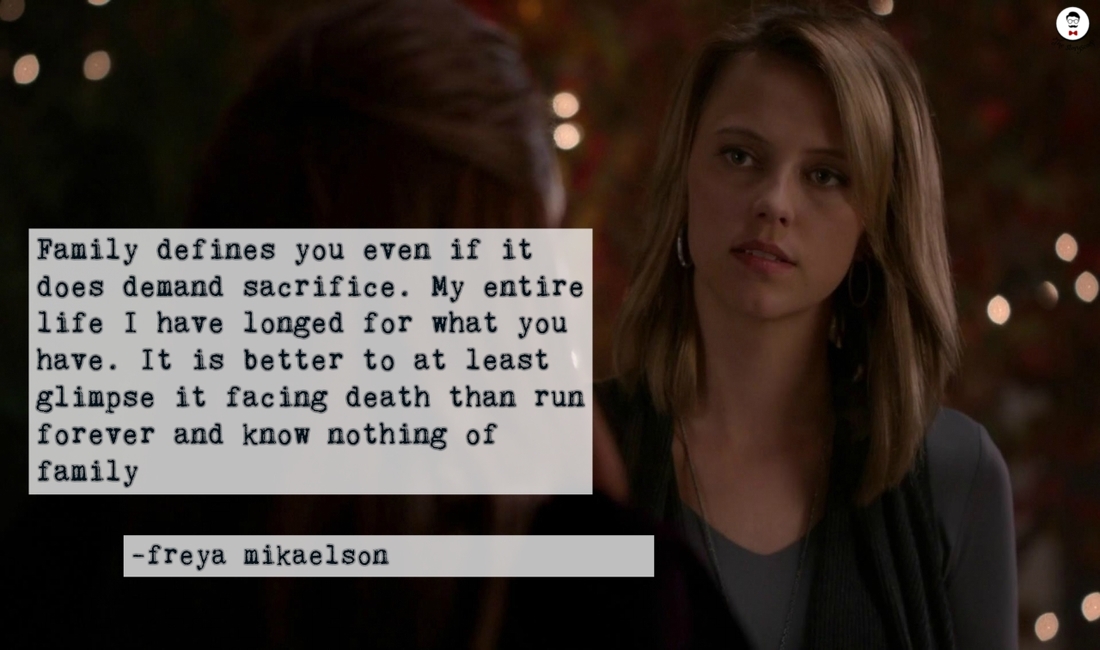 Family defines you even if it
does demand sacrifice. My entire
life I have longed for what you
have. It is better to at least
glimpse it facing death than run
forever and know nothing of
family
-freya mikaelson